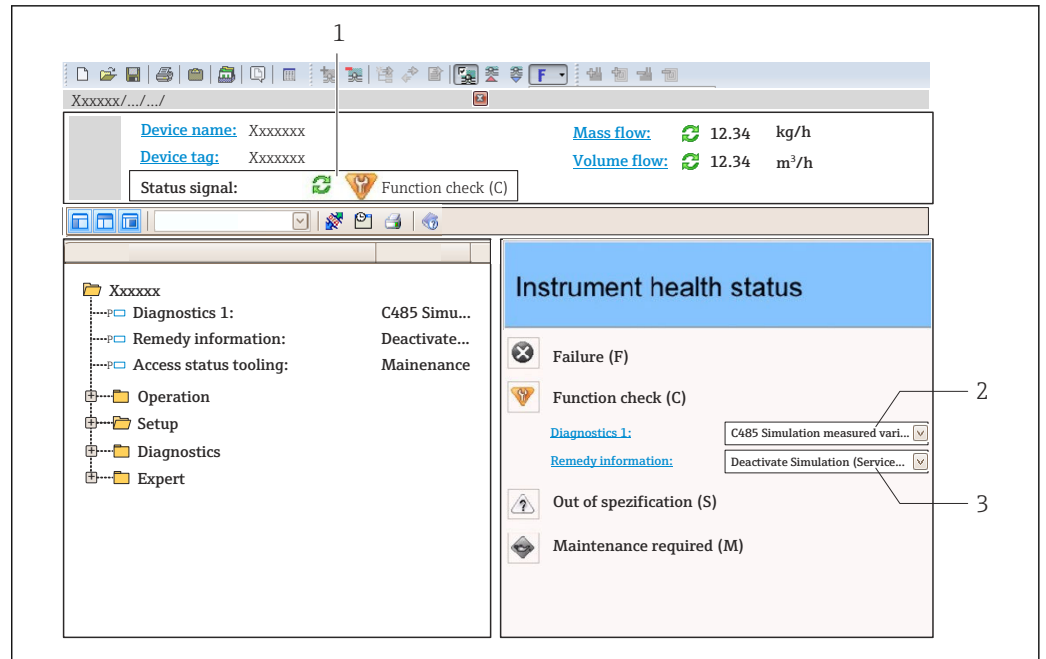 1
F
Xxxxxx/.../.../
Device name: Xxxxxxx
Mass flow: 12.34 kg/h
Device tag: Xxxxxxx
Volume flow: 12.34 m³/h
Status signal: Function check (C)
Xxxxxx
Diagnostics 1: C485 Simu...
Remedy information: Deactivate...
Access status tooling: Mainenance
Operation
Setup
Diagnostics
Expert
Instrument health status
Failure (F)
Function check (C)
Diagnostics 1: C485 Simulation measured vari...
2
Remedy information: Deactivate Simulation (Service...
3
Out of spezification (S)
Maintenance required (M)